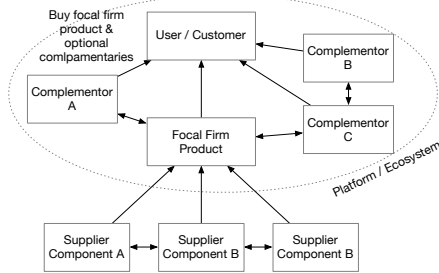 Buy focal firm
product &
optional
comlpamentaries
User / Customer
Complementor
B
Complementor
A
Complementor
C
Focal Firm
Product
Platform / Ecosystem
Supplier
Component A
Supplier
Component B
Supplier
Component B